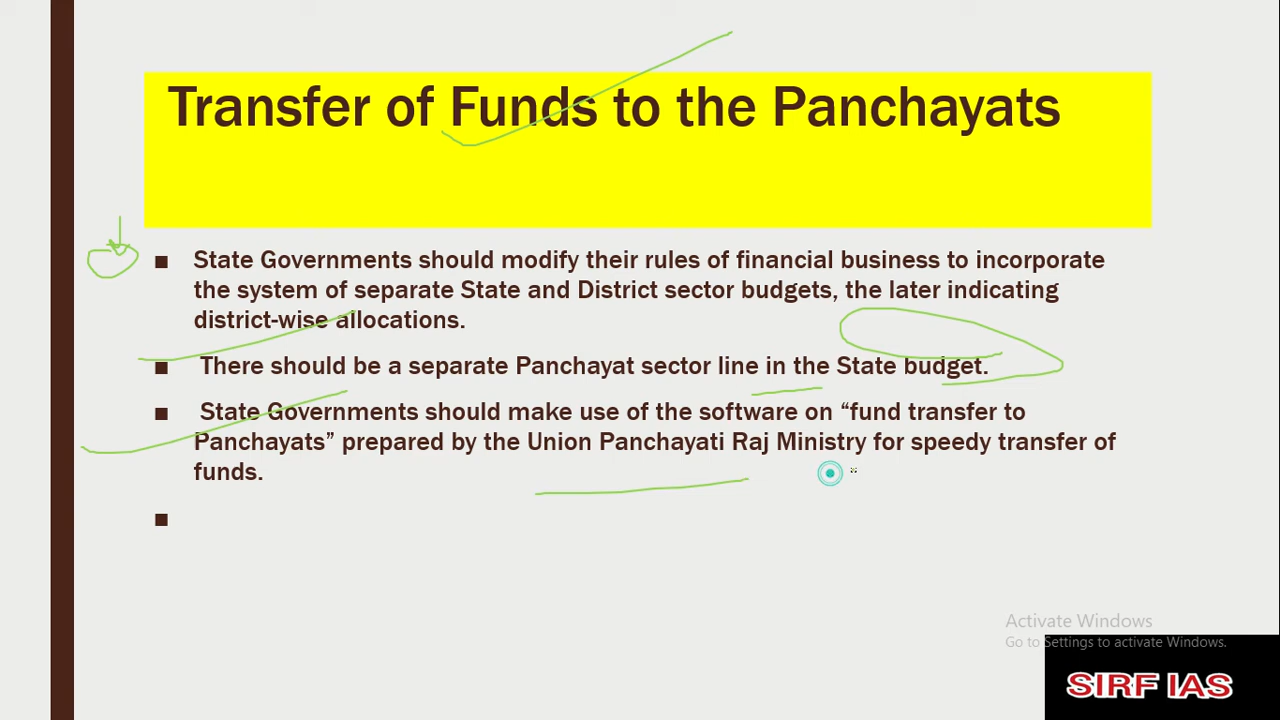 Transfer of Funds to the Panchayats
■ State Governments should modify their rules of financial business to incorporate
the system of separate State and District sector budgets, the later indicating
district-wise allocations.
■ There should be a separate Panchayat sector line in the State budget.
■ State Governments should make use of the software on “fund transfer to
Panchayats” prepared by the Union Panchayati Raj Ministry for speedy transfer of
funds.
■
Activate Windows
Go to Settings to activate Windows.
SIRF IAS